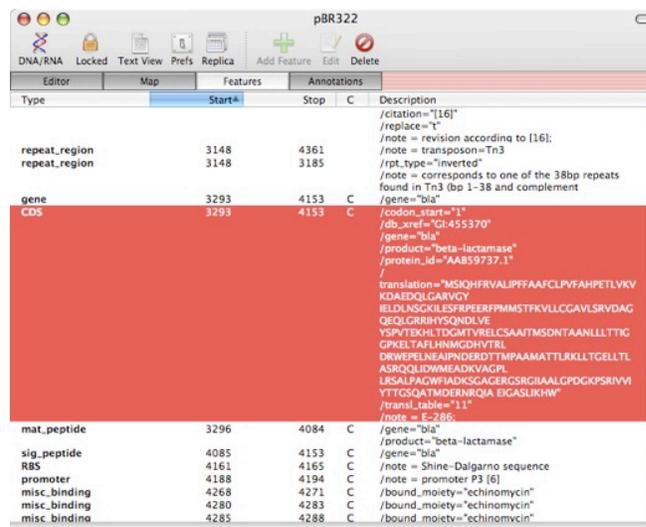 pBR322
DNA/RNA Locked Text View Prefs Replica Add Feature Edit Delete
Editor Map Features Annotations
Type Start Stop C Description
/citation="[16]"
/replace="t"
/note = revision according to [16];
repeat_region 3148 4361 /note = transposon=Tn3
repeat_region 3148 3185 /rpt_type="inverted"
/note = corresponds to one of the 38bp repeats
found in Tn3 (bp 1-38 and complement
gene 3293 4153 C /gene="bla"
CDS 3293 4153 C /codon_start="1"
/db_xref="GI:455370"
/gene="bla"
/product="beta-lactamase"
/protein_id="AAB59737.1"
/
translation="MSIQHFRVALIPFFAAFCLPVFAHPETLVKV
KDAEDQLGARVGY
IELDLNSGKILESFRPEERFPMMSTFKVLLCGAVLSRVDAG
QEQLGRRIHYSQNDLVE
YSPVTEKHLTDGMTVRELCSAAITMSDNTAANLLLTTIG
GPKELTAFLHNMGDHVTRL
DRWEPELNEAIPNDERDTTMPAAMATTLRKLLTGELLTL
ASRQQLIDWMEADKVAGPL
LRSALPAGWFIADKSGAGERGSRGIIAALGPDGKPSRIVVI
YTTGSQATMDERNRQIA EIGASLIKHW"
/transl_table="11"
/note = E-286;
mat_peptide 3296 4084 C /gene="bla"
/product="beta-lactamase"
sig_peptide 4085 4153 C /gene="bla"
RBS 4161 4165 C /note = Shine-Dalgarno sequence
promoter 4188 4194 C /note = promoter P3 [6]
misc_binding 4268 4271 C /bound_moiety="echinomycin"
misc_binding 4280 4283 C /bound_moiety="echinomycin"
misc_binding 4285 4288 C /bound_moiety="echinomycin"